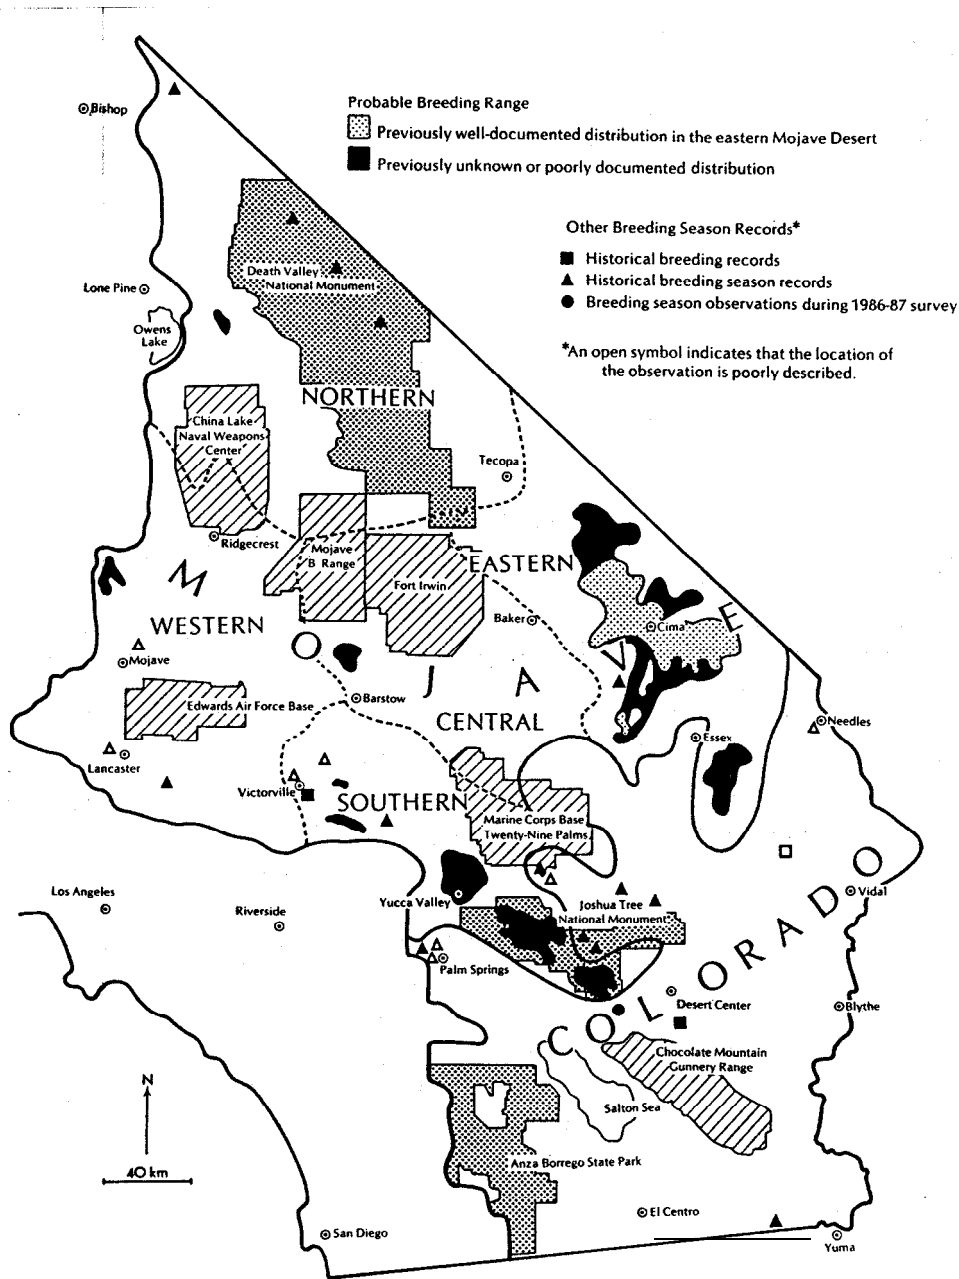 Probable Breeding Range
Previously well-documented distribution in the eastern Mojave Desert
Previously unknown or poorly documented distribution
Other Breeding Season Records*
Historical breeding records
Historical breeding season records
Breeding season observations during 1986-87 survey
*An open symbol indicates that the location of
the observation is poorly described.
Bishop
Death Valley
National Monument
Lone Pine
Owens
Lake
NORTHERN
China Lake
Naval Weapons
Center
Tecopa
Ridgecrest
Mojave
B Range
EASTERN
Fort Irwin
MOJAVE
WESTERN
Baker
Cima
Mojave
Edwards Air Force Base
Barstow
CENTRAL
Needles
Essex
Lancaster
Victorville
SOUTHERN
Marine Corps Base
Twenty-Nine Palms
COLORADO
Los Angeles
Riverside
Yucca Valley
Joshua Tree
National Monument
Vidal
Palm Springs
Desert Center
Blythe
Chocolate Mountain
Gunnery Range
N
Salton Sea
40 km
Anza Borrego State Park
El Centro
San Diego
Yuma